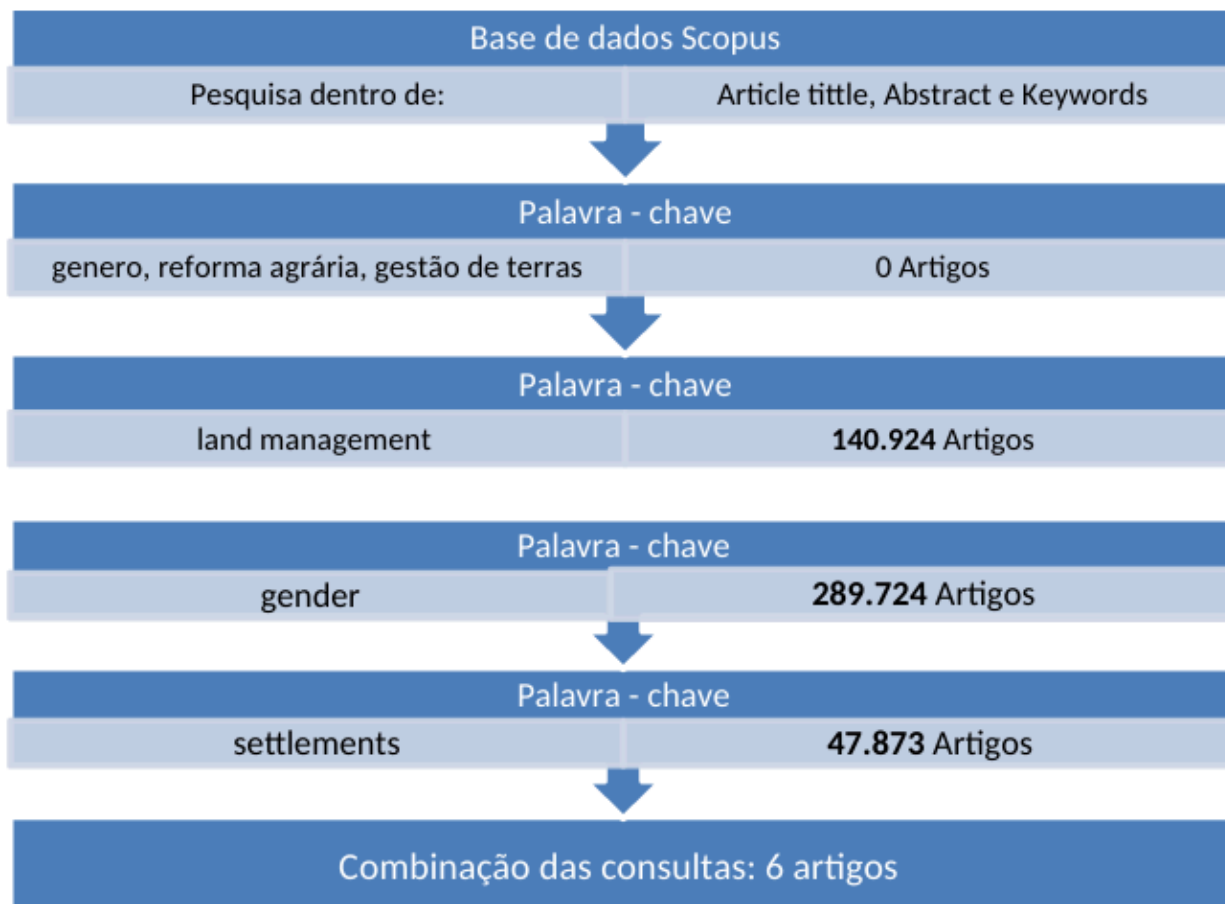 Base de dados Scopus
Pesquisa dentro de: Article tittle, Abstract e Keywords
Palavra - chave
genero, reforma agrária, gestão de terras 0 Artigos
Palavra - chave
land management 140.924 Artigos
Palavra - chave
gender 289.724 Artigos
Palavra - chave
settlements 47.873 Artigos
Combinação das consultas: 6 artigos